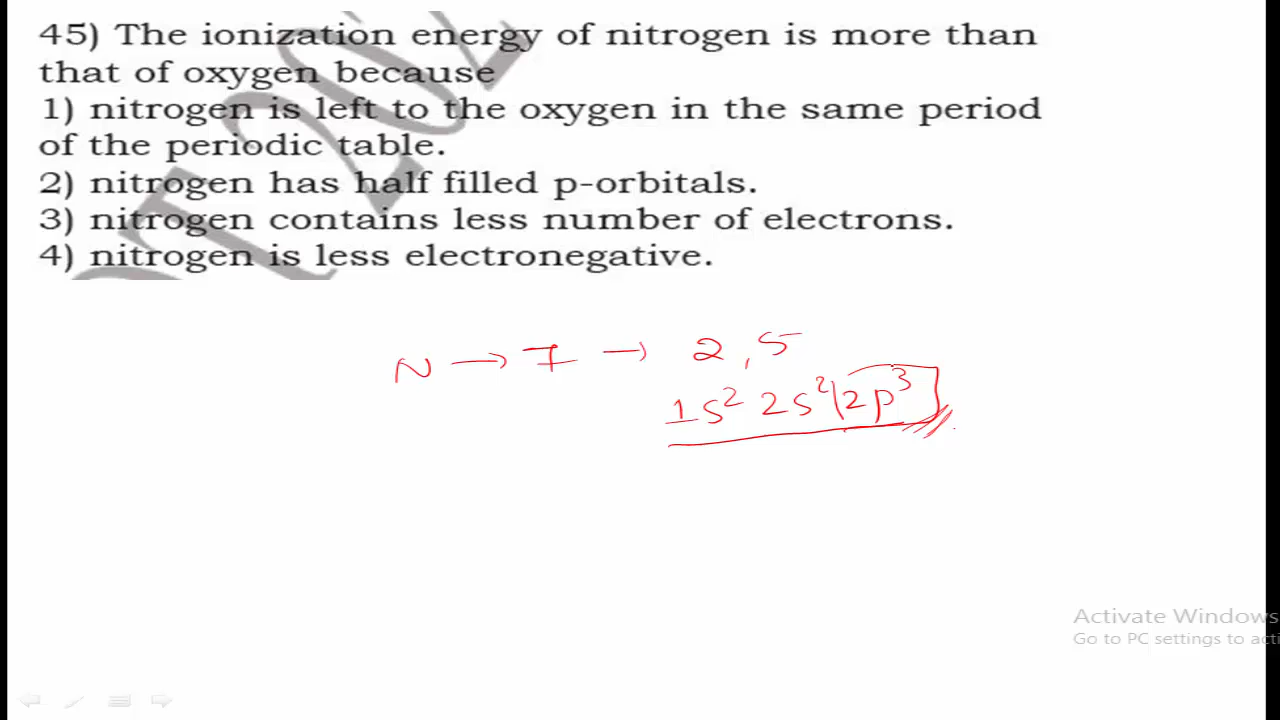 45) The ionization energy of nitrogen is more than
that of oxygen because
1) nitrogen is left to the oxygen in the same period
of the periodic table.
2) nitrogen has half filled p-orbitals.
3) nitrogen contains less number of electrons.
4) nitrogen is less electronegative.
N → 7 → 2,5
1s² 2s² 2p³
Activate Windows
Go to PC settings to acti